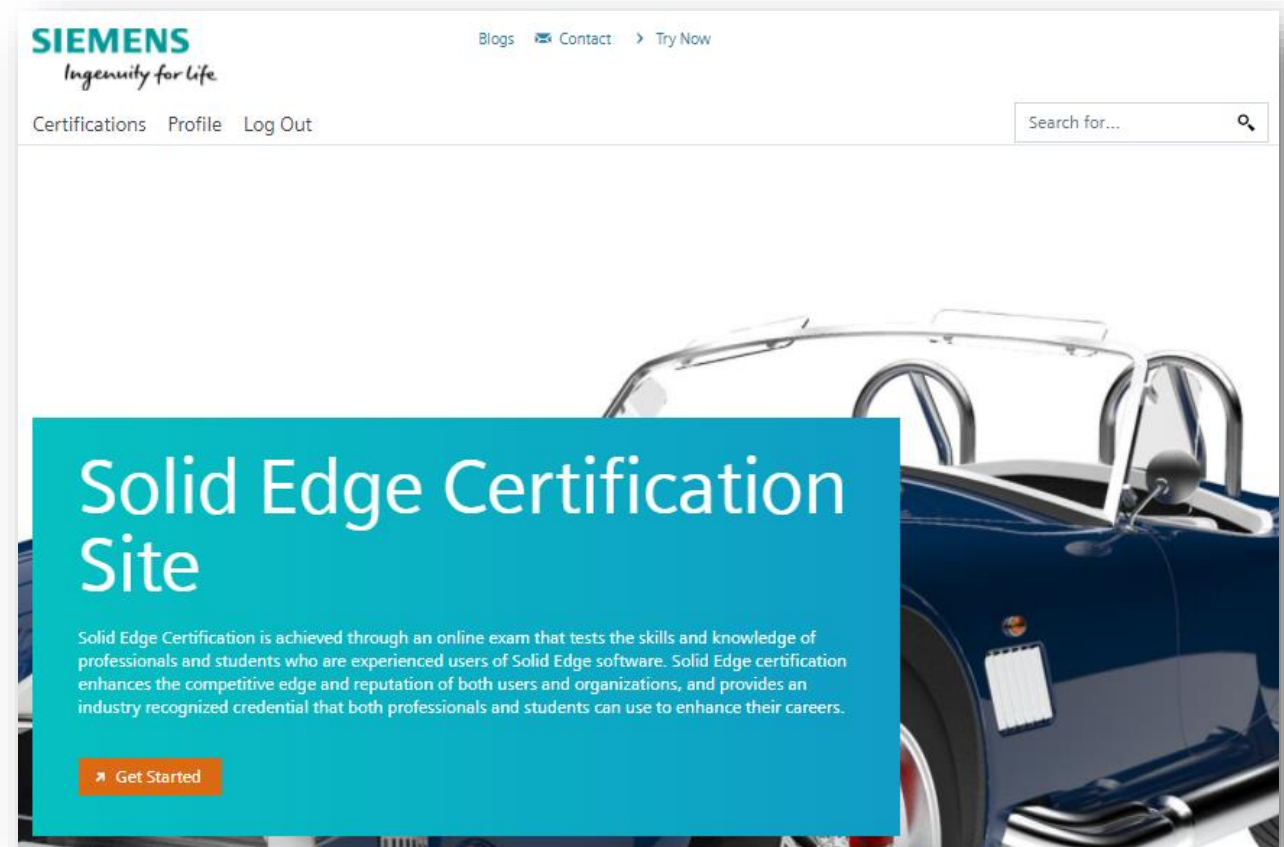 SIEMENS
Ingenuity for life
Blogs Contact Try Now
Certifications Profile Log Out
Search for...
Solid Edge Certification
Site
Solid Edge Certification is achieved through an online exam that tests the skills and knowledge of
professionals and students who are experienced users of Solid Edge software. Solid Edge certification
enhances the competitive edge and reputation of both users and organizations, and provides an
industry recognized credential that both professionals and students can use to enhance their careers.
Get Started